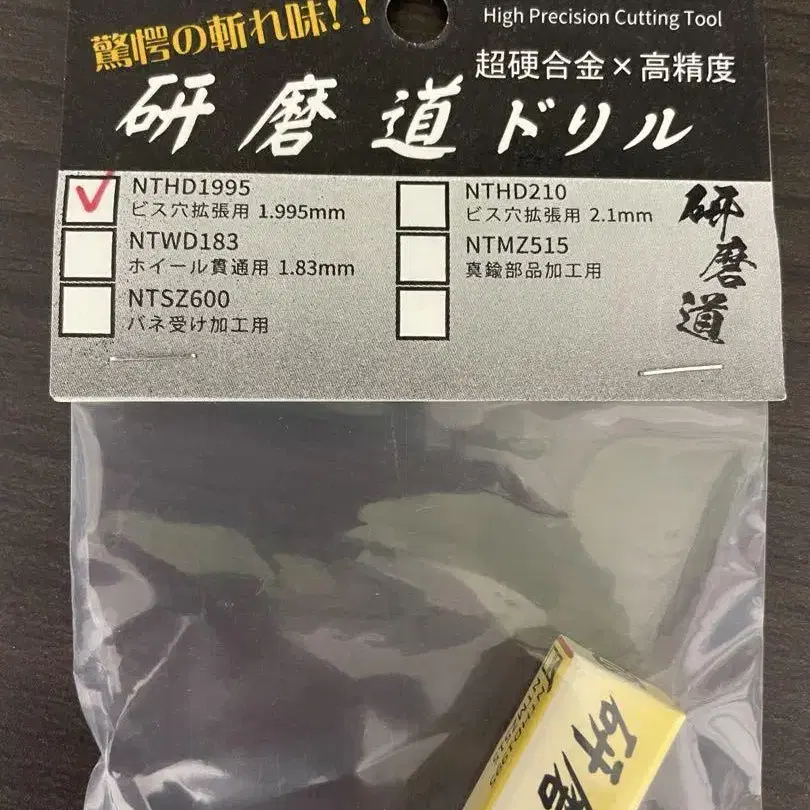 驚愕の斬れ味!!
High Precision Cutting Tool
超硬合金×高精度
研磨道ドリル
NTHD1995
ビス穴拡張用 1.995mm
NTWD183
ホイール貫通用 1.83mm
NTSZ600
バネ受け加工用
NTHD210
ビス穴拡張用 2.1mm
NTMZ515
真鍮部品加工用
研磨道
研磨